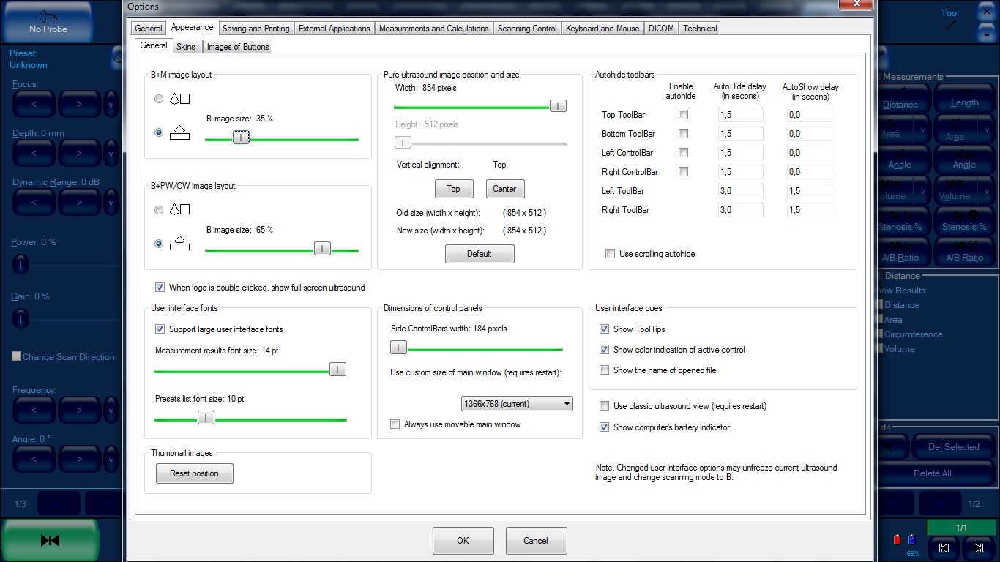 Options
No Probe
Tool
General Appearance Saving and Printing External Applications Measurements and Calculations Scanning Control Keyboard and Mouse DICOM Technical
General Skins Images of Buttons
Preset:
Unknown
Focus:
< >
Depth: 0 mm
< > v
Dynamic Range: 0 dB
< > v
Power: 0 %
Gain: 0 %
Change Scan Direction
Frequency:
< > v
Angle: 0 °
< > v
1/3
B+M image layout
B image size: 35 %
B+PW/CW image layout
B image size: 65 %
When logo is double clicked, show full-screen ultrasound
User interface fonts
Support large user interface fonts
Measurement results font size: 14 pt
Presets list font size: 10 pt
Thumbnail images
Reset position
Pure ultrasound image position and size
Width: 854 pixels
Height: 512 pixels
Vertical alignment: Top
Top Center
Old size (width x height): ( 854 x 512 )
New size (width x height): ( 854 x 512 )
Default
Dimensions of control panels
Side ControlBars width: 184 pixels
Use custom size of main window (requires restart):
1366x768 (current)
Always use movable main window
Autohide toolbars
Enable autohide
AutoHide delay (in secons)
AutoShow delay (in secons)
Top ToolBar 1,5 0,0
Bottom ToolBar 1,5 0,0
Left ControlBar 1,5 0,0
Right ControlBar 1,5 0,0
Left ToolBar 3,0 1,5
Right ToolBar 3,0 1,5
Use scrolling autohide
User interface cues
Show ToolTips
Show color indication of active control
Show the name of opened file
Use classic ultrasound view (requires restart)
Show computer's battery indicator
Note. Changed user interface options may unfreeze current ultrasound
image and change scanning mode to B.
OK Cancel
Measurements
Distance Length
Area v Area v
Angle Angle
olume v Volume v
Stenosis % Stenosis %
A/B Ratio A/B Ratio
: Distance
ow Results:
Distance
Area
Circumference
Volume
dit
Del Selected
Delete All
1/2
1/1
69%